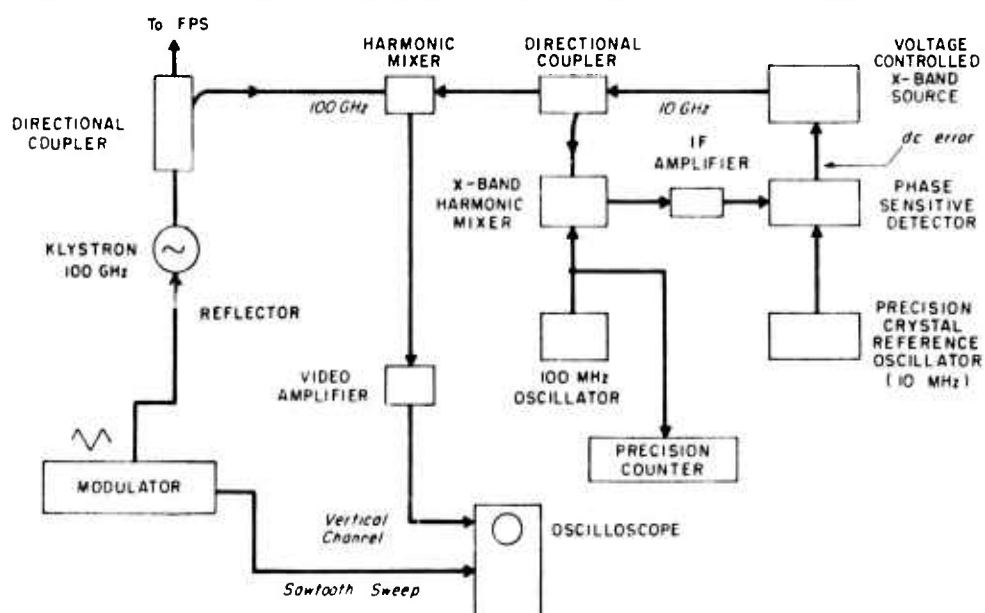 To FPS
HARMONIC
MIXER
DIRECTIONAL
COUPLER
VOLTAGE
CONTROLLED
X-BAND
SOURCE
DIRECTIONAL
COUPLER
100 GHz
10 GHz
IF
AMPLIFIER
dc error
X-BAND
HARMONIC
MIXER
PHASE
SENSITIVE
DETECTOR
KLYSTRON
100 GHz
REFLECTOR
100 MHz
OSCILLATOR
PRECISION
CRYSTAL
REFERENCE
OSCILLATOR
(10 MHz)
VIDEO
AMPLIFIER
PRECISION
COUNTER
MODULATOR
Vertical
Channel
OSCILLOSCOPE
Sawtooth Sweep